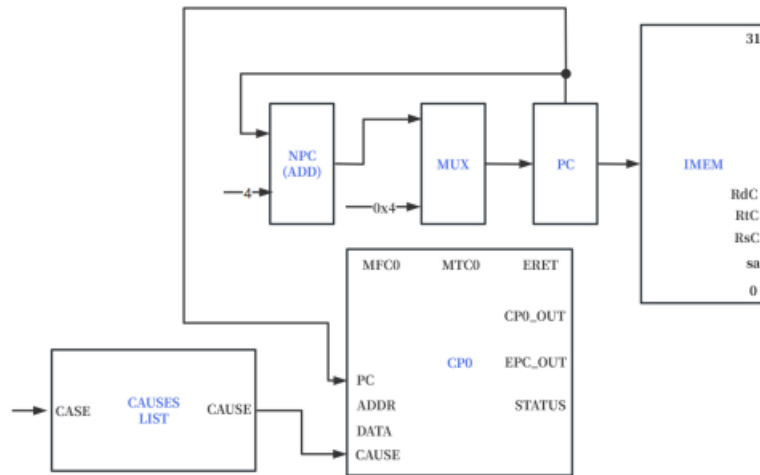 31
NPC
(ADD)
MUX
PC
IMEM
4
0x4
RdC
RtC
RsC
sa
0
MFC0 MTC0 ERET
CP0_OUT
CP0 EPC_OUT
PC
ADDR STATUS
DATA
CAUSE
CASE CAUSES LIST CAUSE